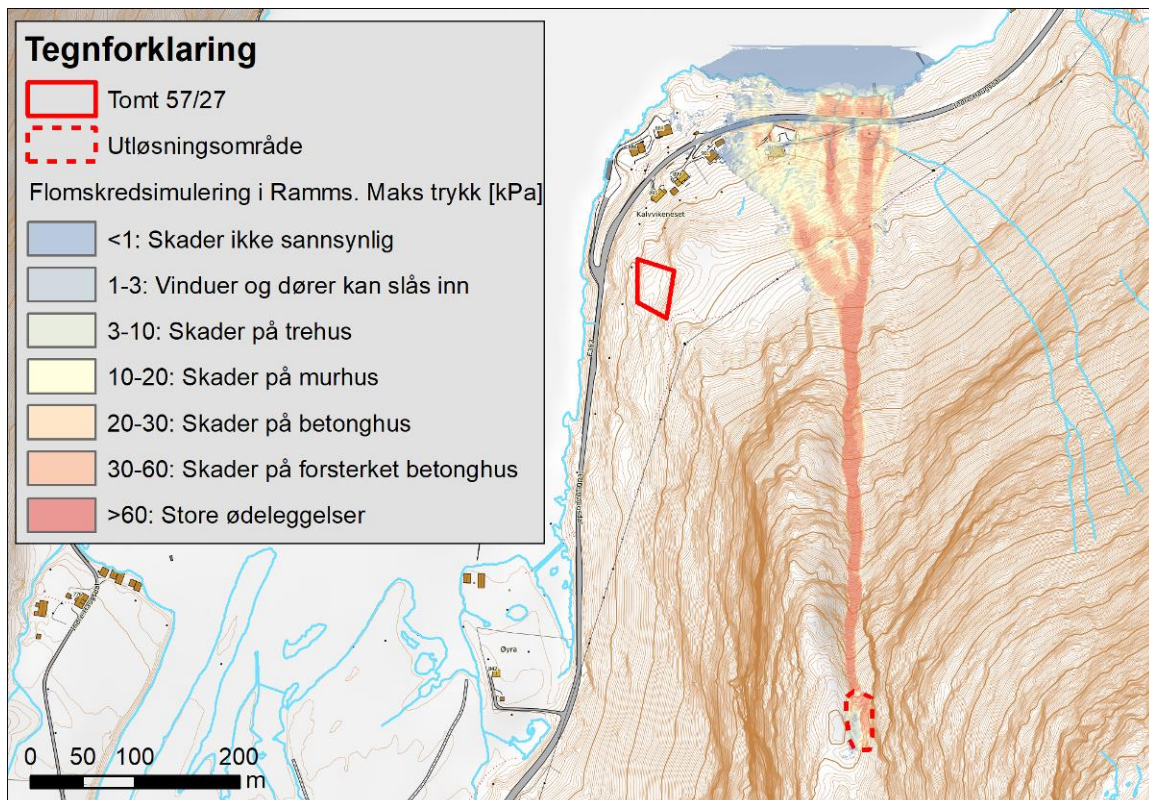 Tegnforklaring
Tomt 57/27
Utløsningsområde
Flomskredsimulering i Ramms. Maks trykk [kPa]
<1: Skader ikke sannsynlig
1-3: Vinduer og dører kan slås inn
3-10: Skader på trehus
10-20: Skader på murhus
20-30: Skader på betonghus
30-60: Skader på forsterket betonghus
>60: Store ødeleggelser
Kalvvikeneset
Øyra
0 50 100 200
m